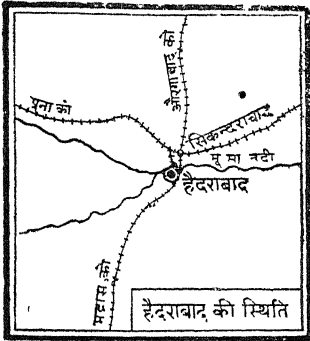 औरंगाबाद को
पूना को
सिकन्दराबाद
मूसा नदी
हैदराबाद
मद्रास को
हैदराबाद की स्थिति